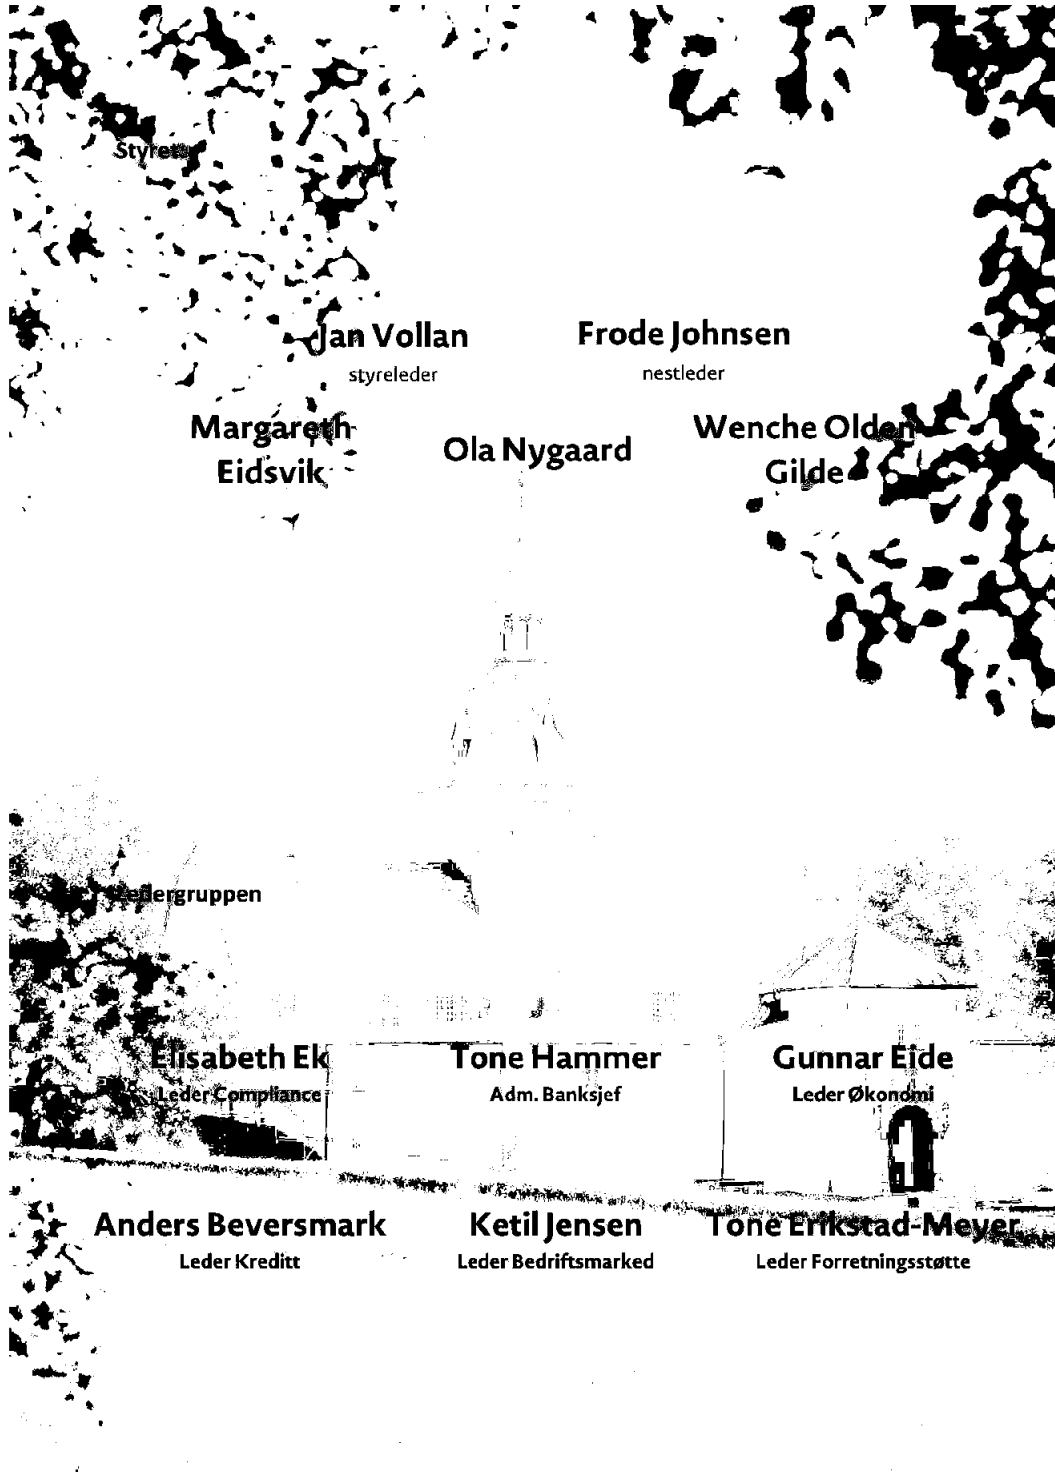 Styret
Jan Vollan
styreleder
Frode Johnsen
nestleder
Margareth
Eidsvik
Ola Nygaard
Wenche Olden
Gilde
Ledergruppen
Elisabeth Ek
Leder Compliance
Tone Hammer
Adm. Banksjef
Gunnar Eide
Leder Økonomi
Anders Beversmark
Leder Kreditt
Ketil Jensen
Leder Bedriftsmarked
Tone Erikstad-Meyer
Leder Forretningsstøtte